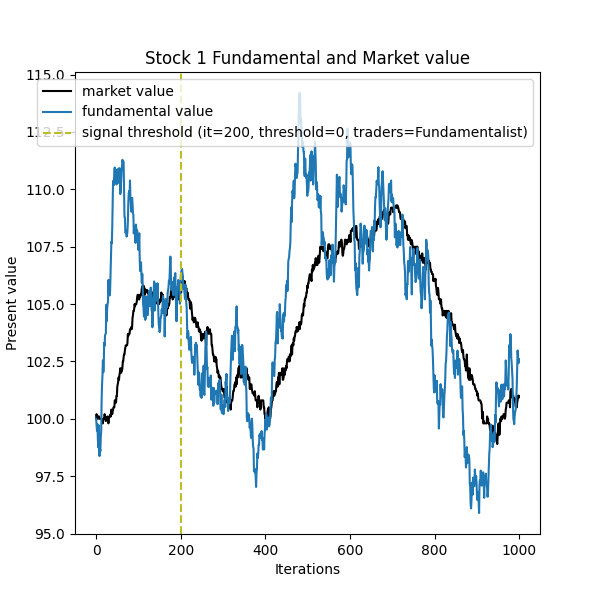 Stock 1 Fundamental and Market value
market value
fundamental value
signal threshold (it=200, threshold=0, traders=Fundamentalist)
Present value
115.0
112.5
110.0
107.5
105.0
102.5
100.0
97.5
95.0
0 200 400 600 800 1000
Iterations